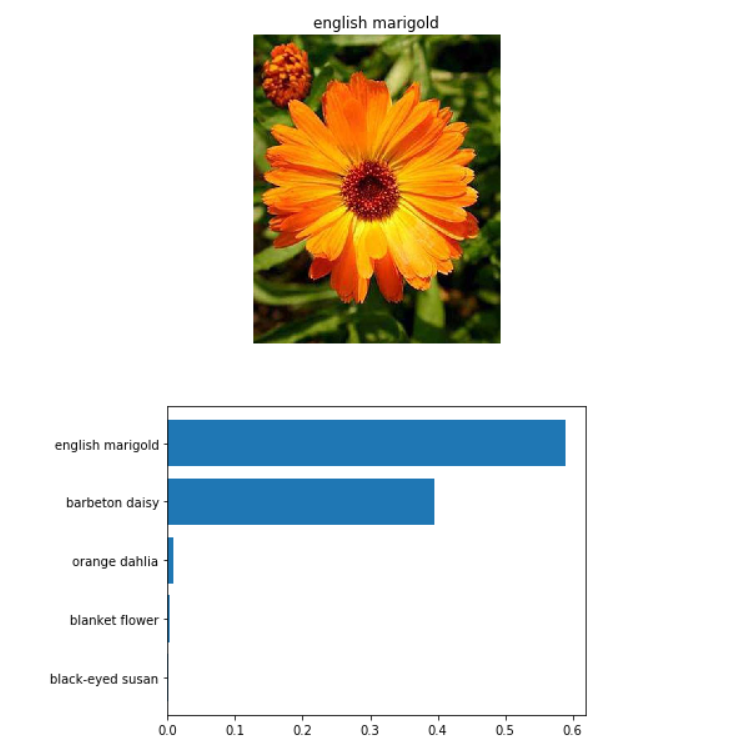 english marigold
english marigold
barbeton daisy
orange dahlia
blanket flower
black-eyed susan
0.0 0.1 0.2 0.3 0.4 0.5 0.6